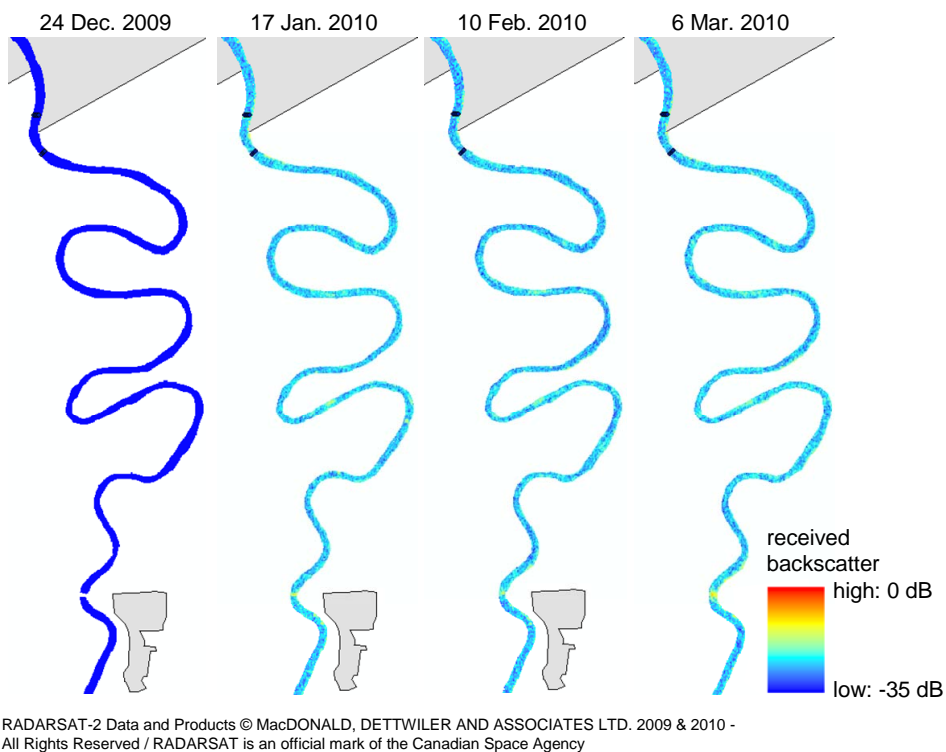 24 Dec. 2009
17 Jan. 2010
10 Feb. 2010
6 Mar. 2010
received
backscatter
high: 0 dB
low: -35 dB
RADARSAT-2 Data and Products © MacDONALD, DETTWILER AND ASSOCIATES LTD. 2009 & 2010 -
All Rights Reserved / RADARSAT is an official mark of the Canadian Space Agency